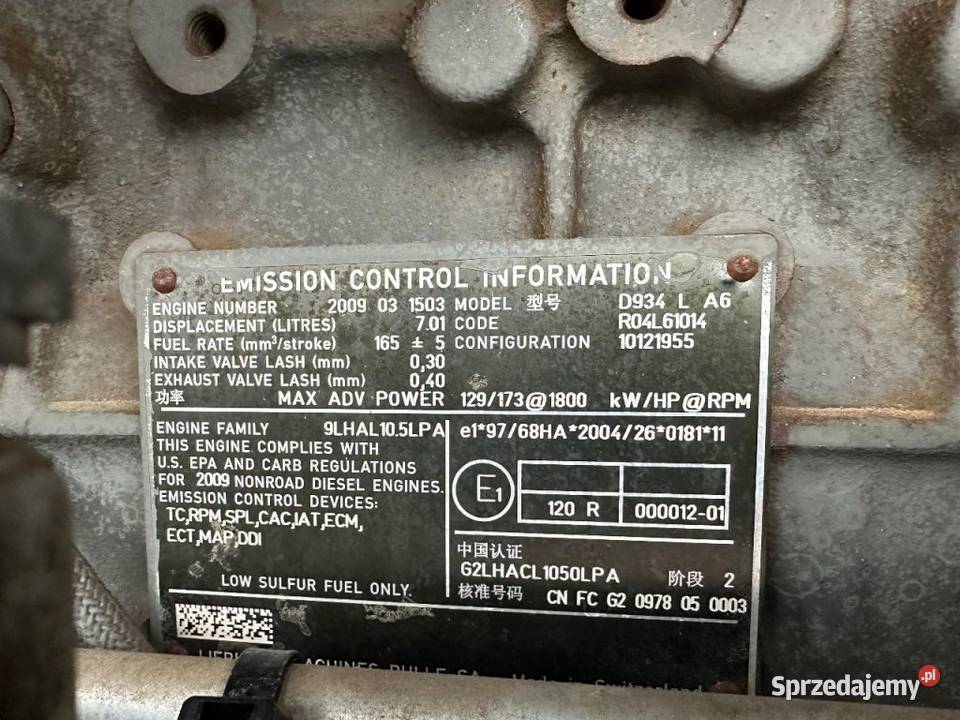 EMISSION CONTROL INFORMATION
ENGINE NUMBER 2009 03 1503 MODEL 型号 D934 L A6
DISPLACEMENT (LITRES) 7.01 CODE R04L61014
FUEL RATE (mm³/stroke) 165 ± 5 CONFIGURATION 10121955
INTAKE VALVE LASH (mm) 0,30
EXHAUST VALVE LASH (mm) 0,40
功率 MAX ADV POWER 129/173@1800 kW/HP@RPM
ENGINE FAMILY 9LHAL10.5LPA
THIS ENGINE COMPLIES WITH
U.S. EPA AND CARB REGULATIONS
FOR 2009 NONROAD DIESEL ENGINES.
EMISSION CONTROL DEVICES:
TC,RPM,SPL,CAC,IAT,ECM,
ECT,MAP,DDI
LOW SULFUR FUEL ONLY.
e1*97/68HA*2004/26*0181*11
E1
120 R 000012-01
中国认证
G2LHACL1050LPA 阶段 2
核准号码 CN FC G2 0978 05 0003
BULLE SA
Made in Switzerland
Sprzedajemy.pl